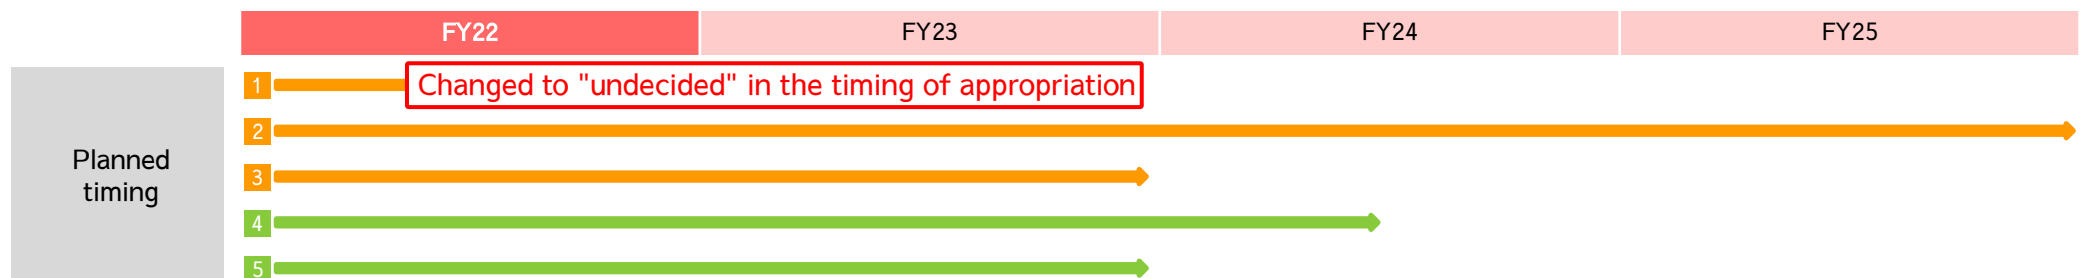 FY22 FY23 FY24 FY25
1 Changed to "undecided" in the timing of appropriation
2
Planned
timing
3
4
5